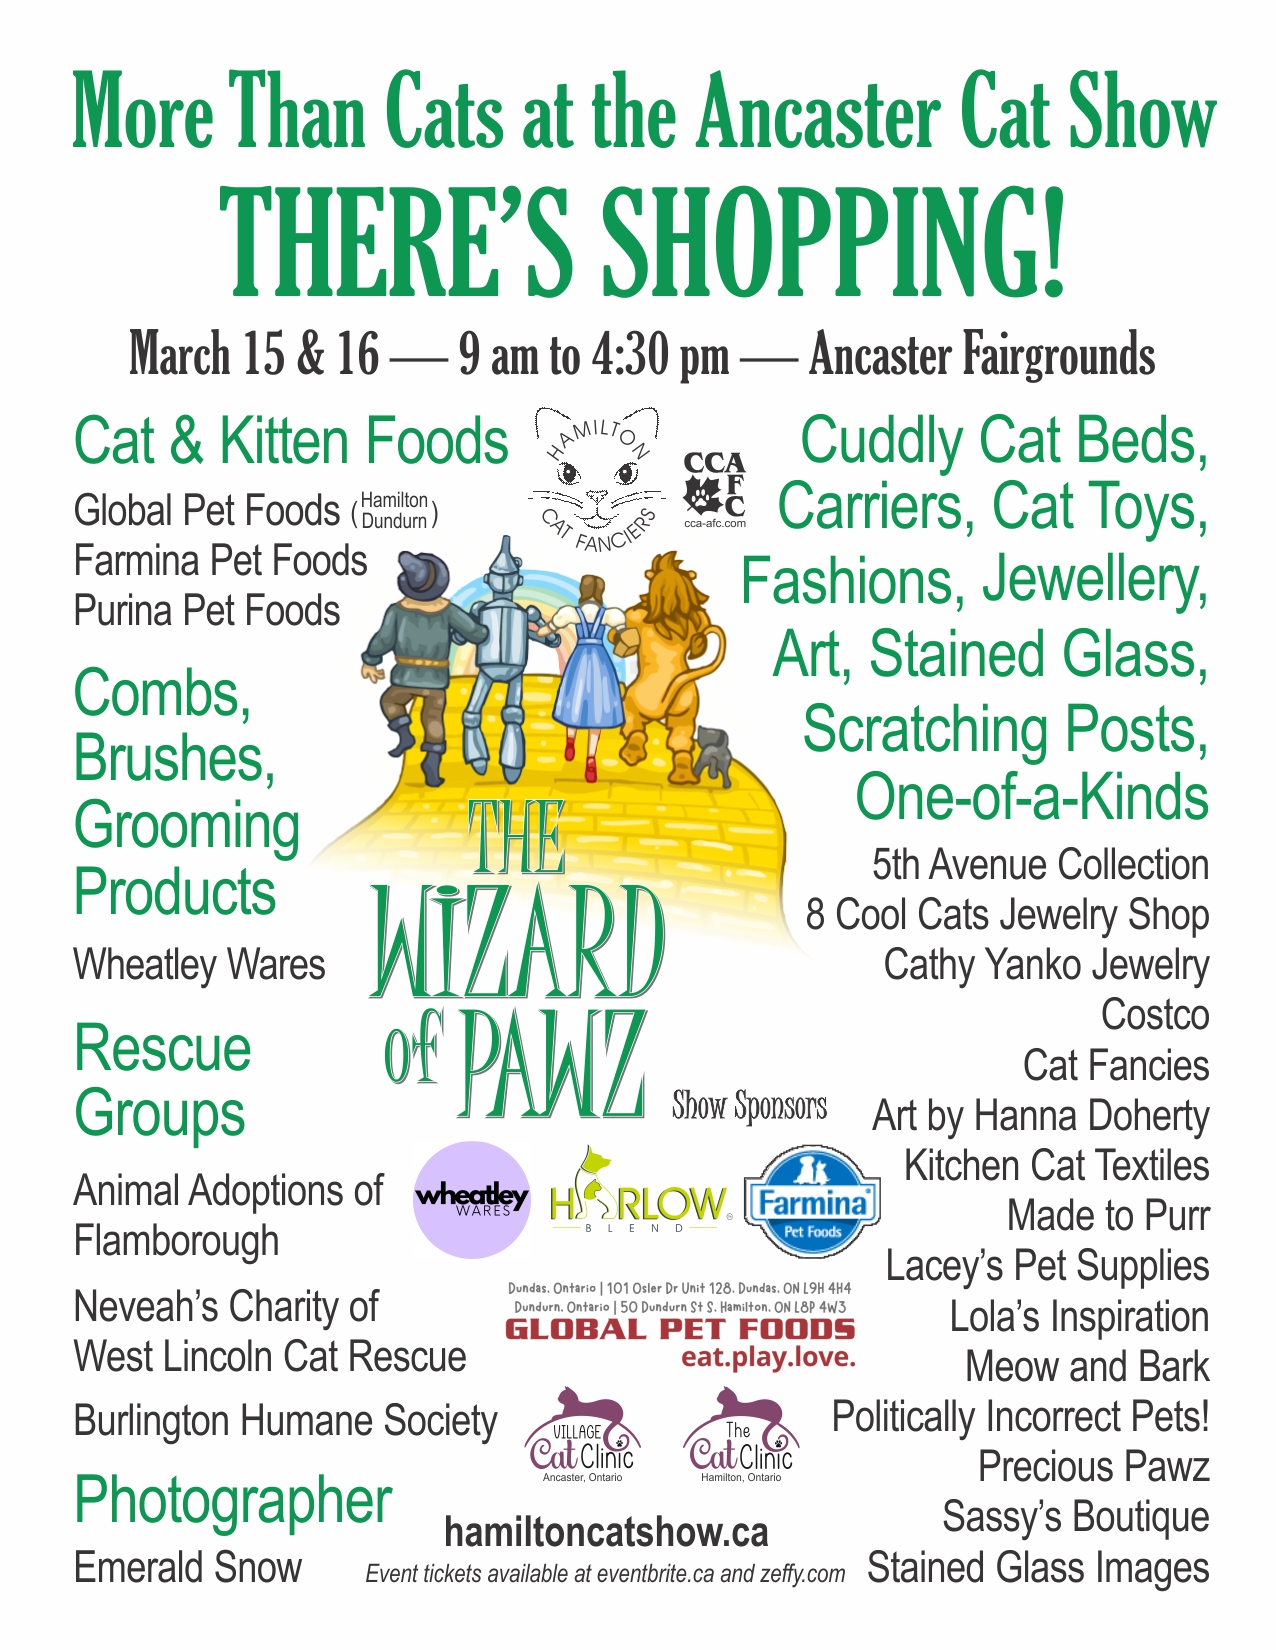 More Than Cats at the Ancaster Cat Show
THERE'S SHOPPING!
March 15 & 16 — 9 am to 4:30 pm — Ancaster Fairgrounds
Cat & Kitten Foods
Global Pet Foods (Hamilton Dundurn)
Farmina Pet Foods
Purina Pet Foods
Combs,
Brushes,
Grooming
Products
Wheatley Wares
Rescue
Groups
Animal Adoptions of
Flamborough
Neveah's Charity of
West Lincoln Cat Rescue
Burlington Humane Society
Photographer
Emerald Snow
HAMILTON
CAT FANCIERS
CCA
F
C
cca-afc.com
THE
WiZARD
of PAWZ
Show Sponsors
wheatley
WARES
HARLOW
BLEND
Farmina®
Pet Foods
Dundas, Ontario | 101 Osler Dr Unit 128, Dundas, ON L9H 4H4
Dundurn, Ontario | 50 Dundurn St S, Hamilton, ON L8P 4W3
GLOBAL PET FOODS
eat.play.love.
VILLAGE
Cat Clinic
Ancaster, Ontario
The
Cat Clinic
Hamilton, Ontario
hamiltoncatshow.ca
Event tickets available at eventbrite.ca and zeffy.com
Cuddly Cat Beds,
Carriers, Cat Toys,
Fashions, Jewellery,
Art, Stained Glass,
Scratching Posts,
One-of-a-Kinds
5th Avenue Collection
8 Cool Cats Jewelry Shop
Cathy Yanko Jewelry
Costco
Cat Fancies
Art by Hanna Doherty
Kitchen Cat Textiles
Made to Purr
Lacey's Pet Supplies
Lola's Inspiration
Meow and Bark
Politically Incorrect Pets!
Precious Pawz
Sassy's Boutique
Stained Glass Images